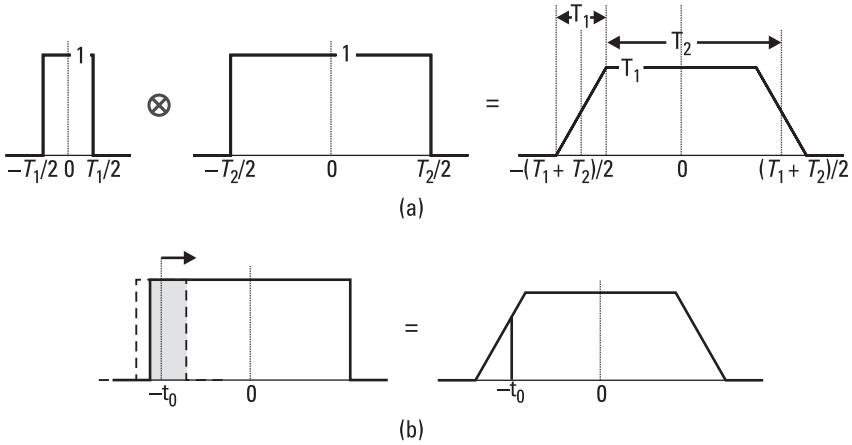 T₁
T₂
1
⊗
1
=
T₁
−T₁/2 0 T₁/2
−T₂/2 0 T₂/2
−(T₁ + T₂)/2 0 (T₁ + T₂)/2
(a)
=
−t₀ 0
−t₀ 0
(b)